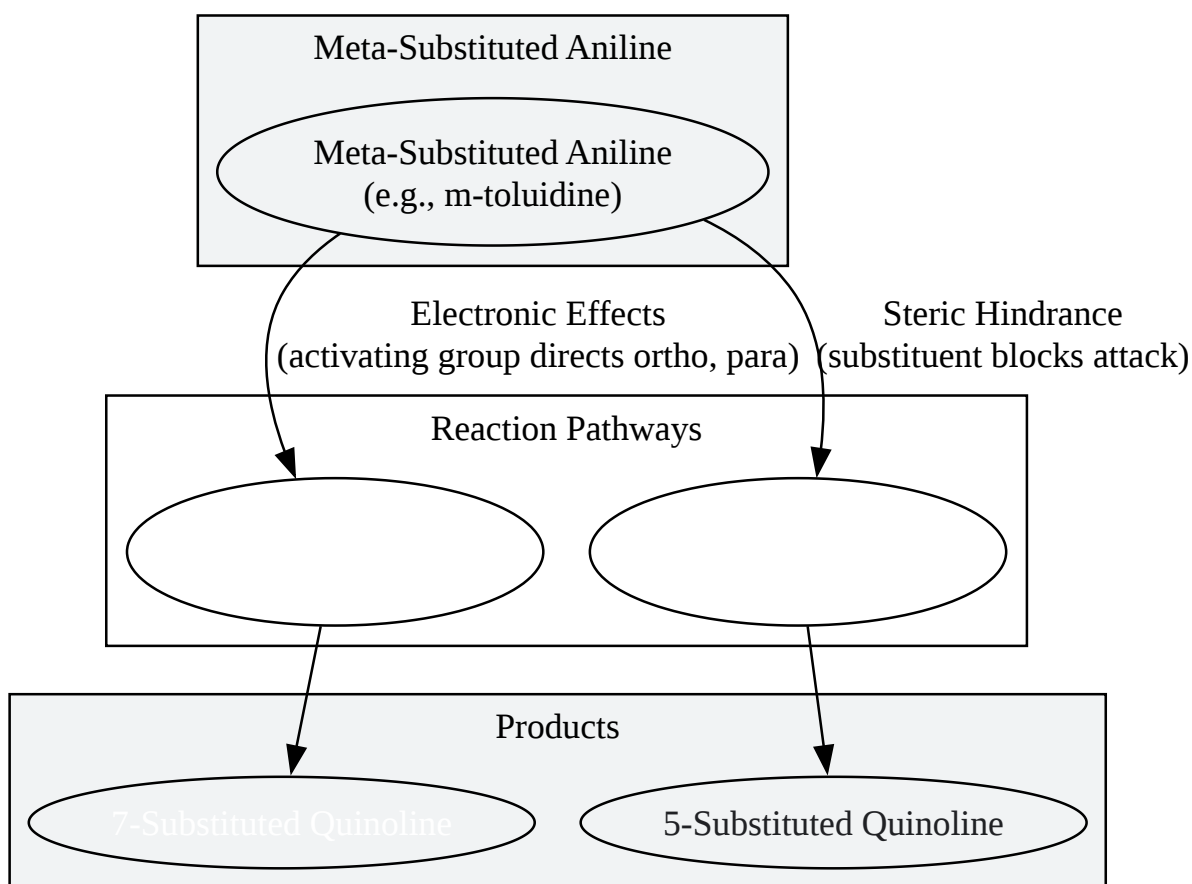 Meta-Substituted Aniline
Meta-Substituted Aniline
(e.g., m-toluidine)
Electronic Effects
(activating group directs ortho, para)
Steric Hindrance
(substituent blocks attack)
Reaction Pathways
Products
7-Substituted Quinoline
5-Substituted Quinoline